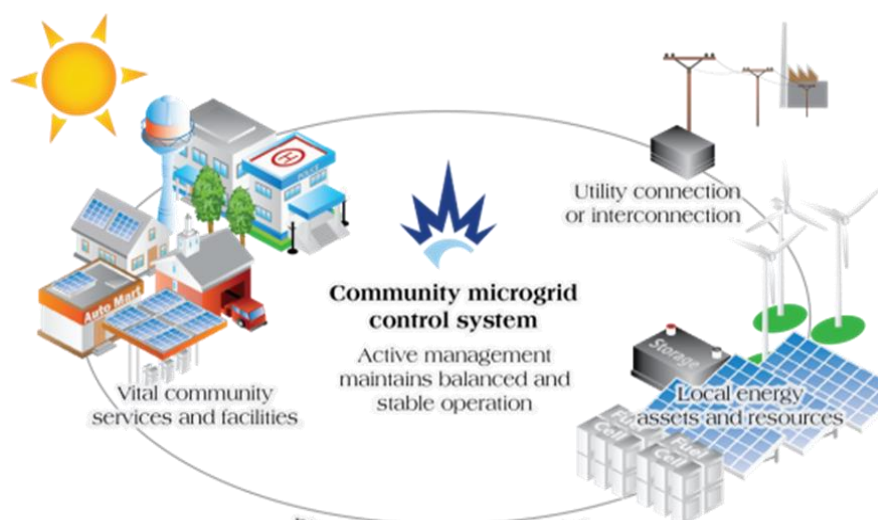 POLICE
H
Utility connection
or interconnection
Auto Mart
Community microgrid
control system
Active management
maintains balanced and
stable operation
Storage
Vital community
services and facilities
Local energy
assets and resources
Fuel
Cell
Fuel
Cell